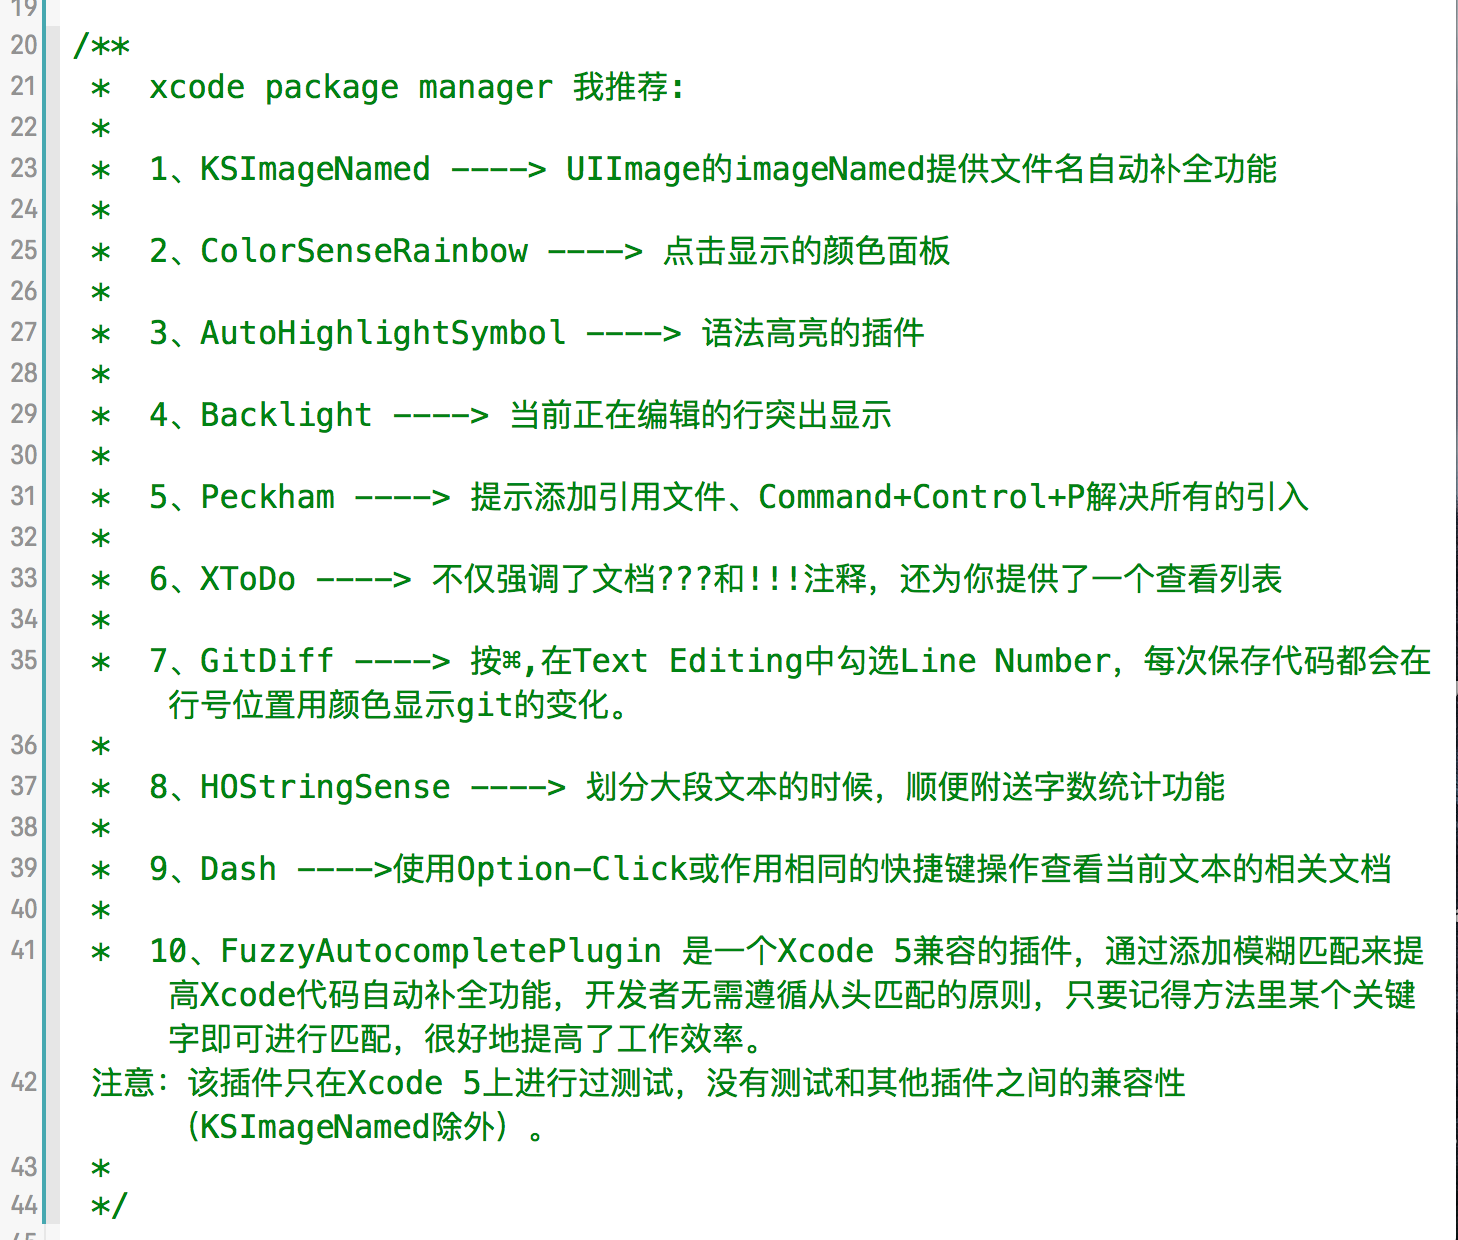 19
20 /**
21  *  xcode package manager 我推荐:
22  *
23  *  1、KSImageNamed ----> UIImage的imageNamed提供文件名自动补全功能
24  *
25  *  2、ColorSenseRainbow ----> 点击显示的颜色面板
26  *
27  *  3、AutoHighlightSymbol ----> 语法高亮的插件
28  *
29  *  4、Backlight ----> 当前正在编辑的行突出显示
30  *
31  *  5、Peckham ----> 提示添加引用文件、Command+Control+P解决所有的引入
32  *
33  *  6、XToDo ----> 不仅强调了文档???和!!!注释，还为你提供了一个查看列表
34  *
35  *  7、GitDiff ----> 按⌘,在Text Editing中勾选Line Number，每次保存代码都会在
行号位置用颜色显示git的变化。
36  *
37  *  8、HOStringSense ----> 划分大段文本的时候，顺便附送字数统计功能
38  *
39  *  9、Dash ---->使用Option-Click或作用相同的快捷键操作查看当前文本的相关文档
40  *
41  *  10、FuzzyAutocompletePlugin 是一个Xcode 5兼容的插件，通过添加模糊匹配来提
高Xcode代码自动补全功能，开发者无需遵循从头匹配的原则，只要记得方法里某个关键
字即可进行匹配，很好地提高了工作效率。
42 注意：该插件只在Xcode 5上进行过测试，没有测试和其他插件之间的兼容性
（KSImageNamed除外）。
43  *
44  */
45